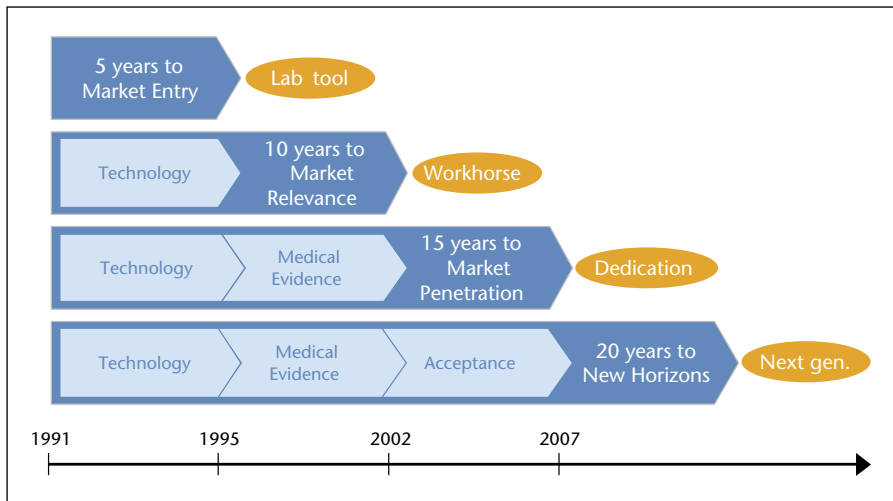 5 years to
Market Entry
Lab tool
Technology
10 years to
Market
Relevance
Workhorse
Technology
Medical
Evidence
15 years to
Market
Penetration
Dedication
Technology
Medical
Evidence
Acceptance
20 years to
New Horizons
Next gen.
1991
1995
2002
2007